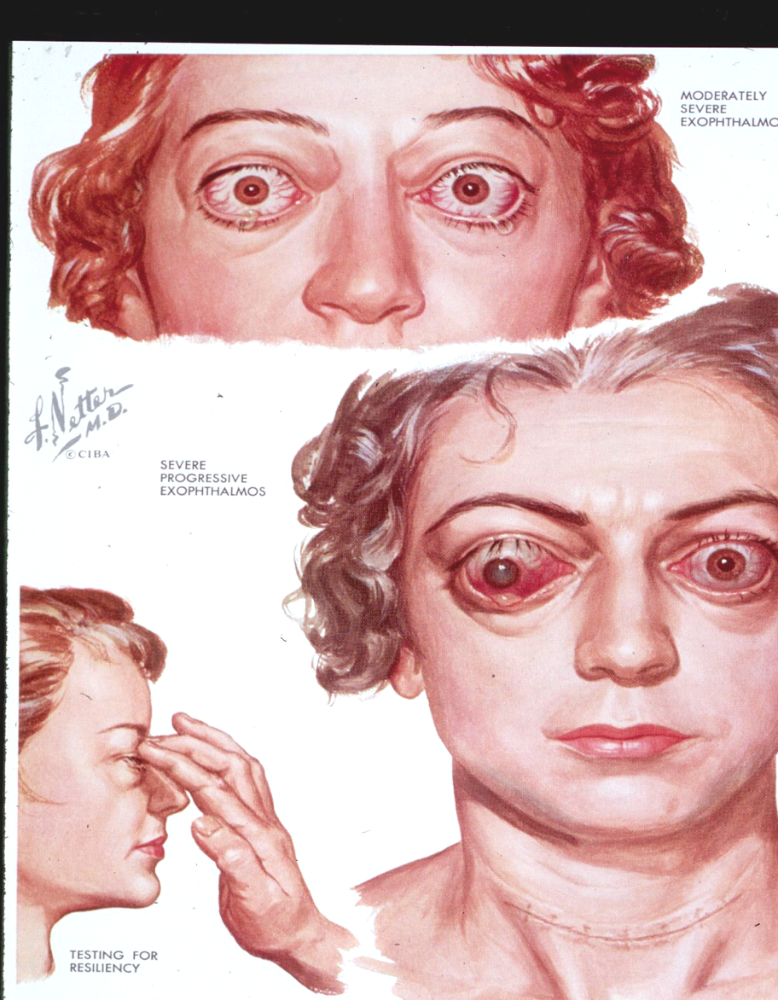 MODERATELY
SEVERE
EXOPHTHALMO
F. Netter
M.D.
© CIBA
SEVERE
PROGRESSIVE
EXOPHTHALMOS
TESTING FOR
RESILIENCY